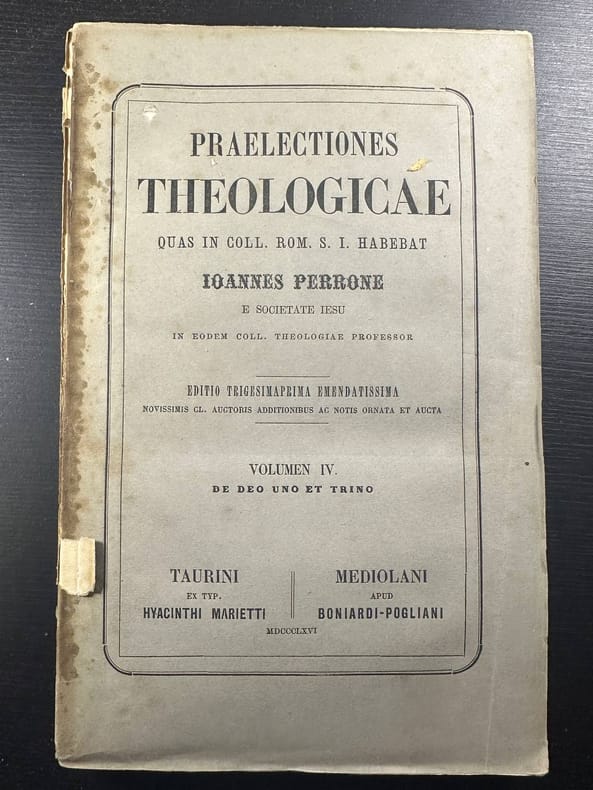 PRAELECTIONES
THEOLOGICAE
QUAS IN COLL. ROM. S. I. HABEBAT
IOANNES PERRONE
E SOCIETATE IESU
IN EODEM COLL. THEOLOGIAE PROFESSOR
EDITIO TRIGESIMAPRIMA EMENDATISSIMA
NOVISSIMIS CL. AUCTORIS ADDITIONIBUS AC NOTIS ORNATA ET AUCTA
VOLUMEN IV.
DE DEO UNO ET TRINO
TAURINI
EX TYP.
HYACINTHI MARIETTI
MEDIOLANI
APUD
BONIARDI-POGLIANI
MDCCCLXVI